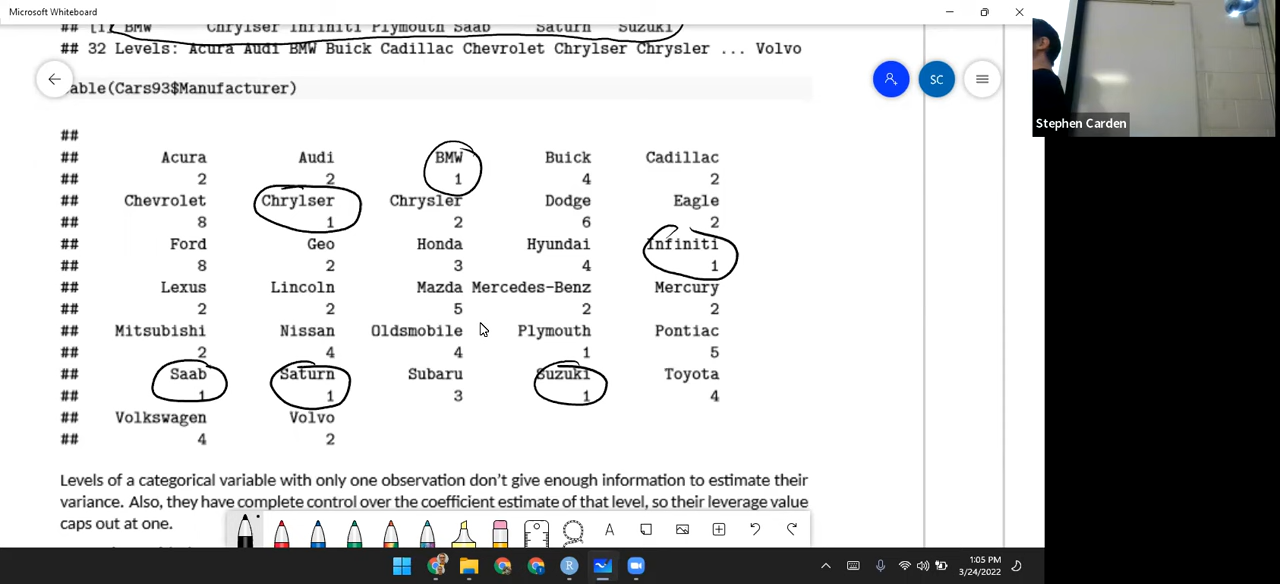 Microsoft Whiteboard
## [1] BMW Chrylser Infiniti Plymouth Saab Saturn Suzuki
## 32 Levels: Acura Audi BMW Buick Cadillac Chevrolet Chrylser Chrysler ... Volvo
able(Cars93$Manufacturer)
SC
Stephen Carden
##
## Acura Audi BMW Buick Cadillac
## 2 2 1 4 2
## Chevrolet Chrylser Chrysler Dodge Eagle
## 8 1 2 6 2
## Ford Geo Honda Hyundai Infiniti
## 8 2 3 4 1
## Lexus Lincoln Mazda Mercedes-Benz Mercury
## 2 2 5 2 2
## Mitsubishi Nissan Oldsmobile Plymouth Pontiac
## 2 4 4 1 5
## Saab Saturn Subaru Suzuki Toyota
## 1 1 3 1 4
## Volkswagen Volvo
## 4 2
Levels of a categorical variable with only one observation don't give enough information to estimate their
variance. Also, they have complete control over the coefficient estimate of that level, so their leverage value
caps out at one.
A
R
1:05 PM
3/24/2022